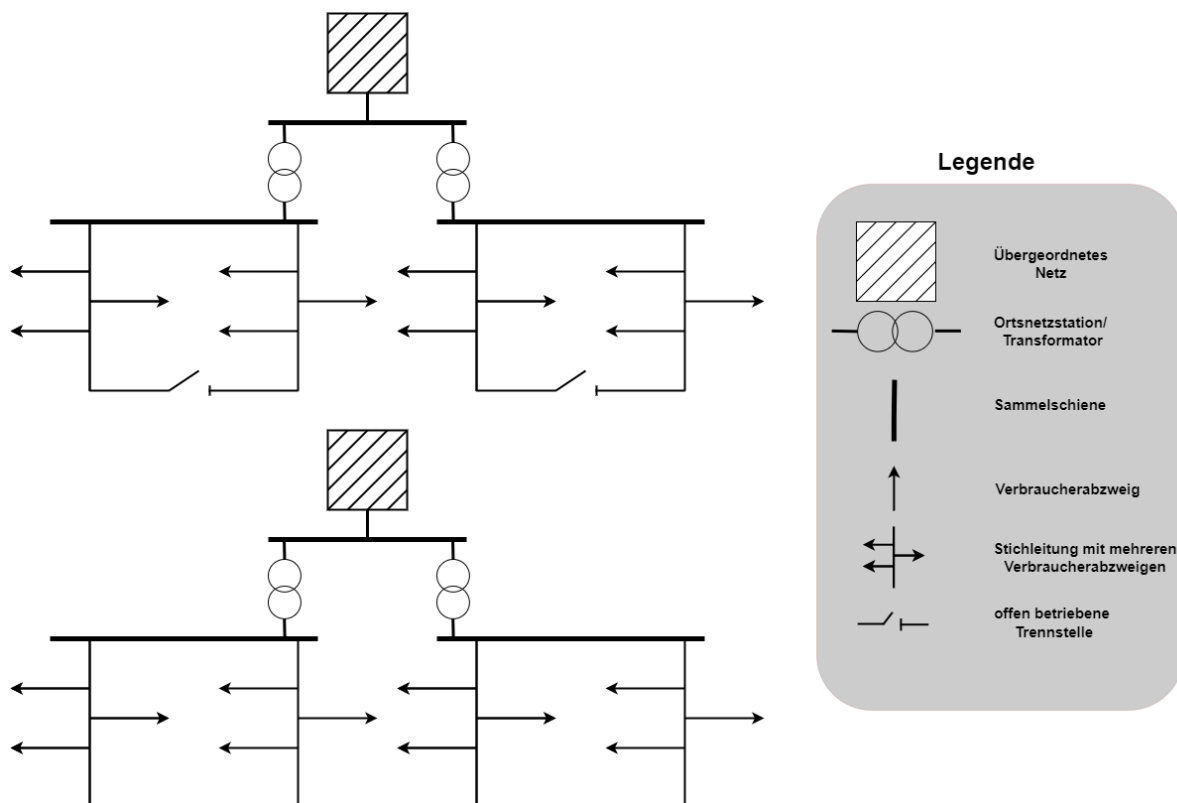 Legende
Übergeordnetes
Netz
Ortsnetzstation/
Transformator
Sammelschiene
Verbraucherabzweig
Stichleitung mit mehreren
Verbraucherabzweigen
offen betriebene
Trennstelle